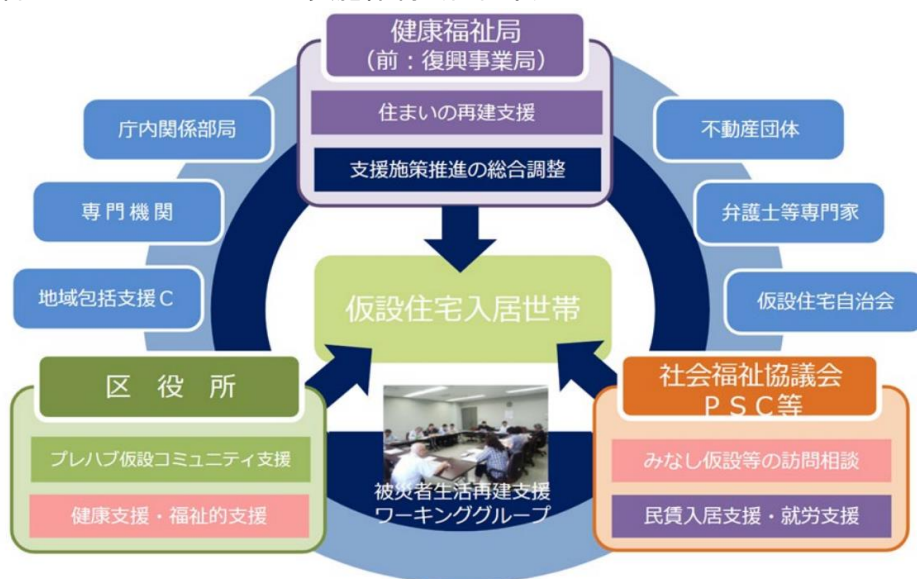 健康福祉局
（前：復興事業局）
住まいの再建支援
支援施策推進の総合調整
庁内関係部局
専門機関
地域包括支援C
不動産団体
弁護士等専門家
仮設住宅自治会
仮設住宅入居世帯
区役所
プレハブ仮設コミュニティ支援
健康支援・福祉的支援
被災者生活再建支援
ワーキンググループ
社会福祉協議会
PSC等
みなし仮設等の訪問相談
民賃入居支援・就労支援